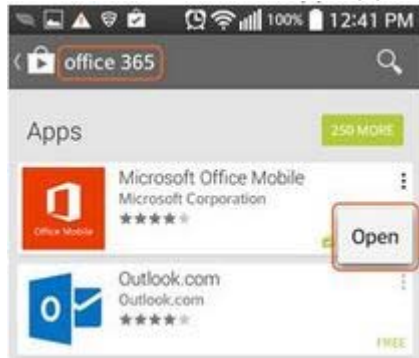 100% 12:41 PM
office 365
Apps 250 MORE
Microsoft Office Mobile
Microsoft Corporation
Office Mobile
Open
Outlook.com
Outlook.com
FREE